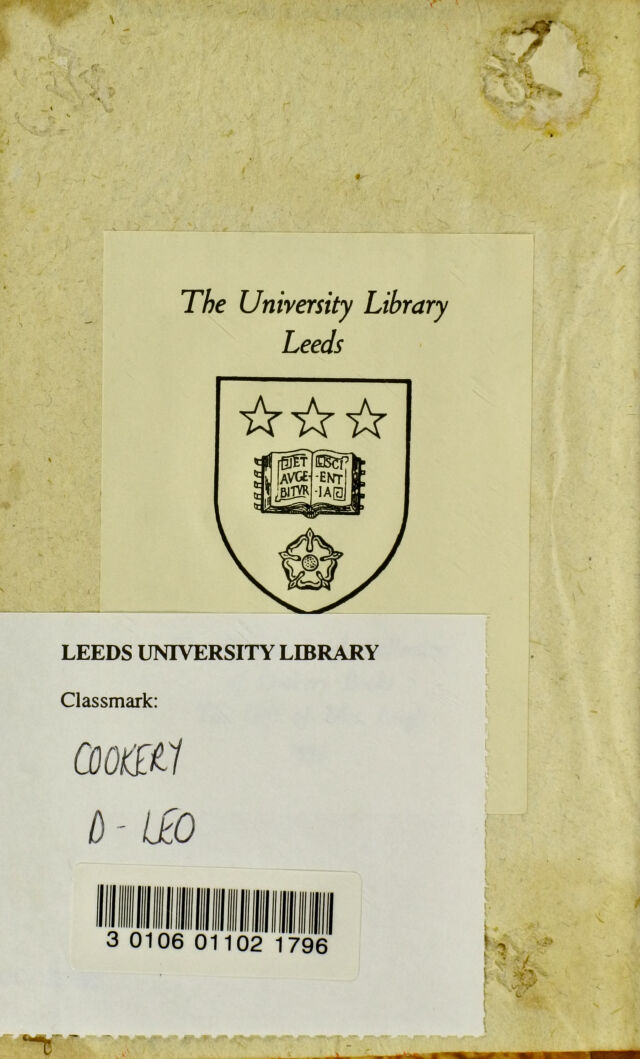 The University Library
Leeds
ET SCI
AVGE- -ENT
BITVR -IA
LEEDS UNIVERSITY LIBRARY
Classmark:
COOKERY
D - LEO
3 0106 01102 1796